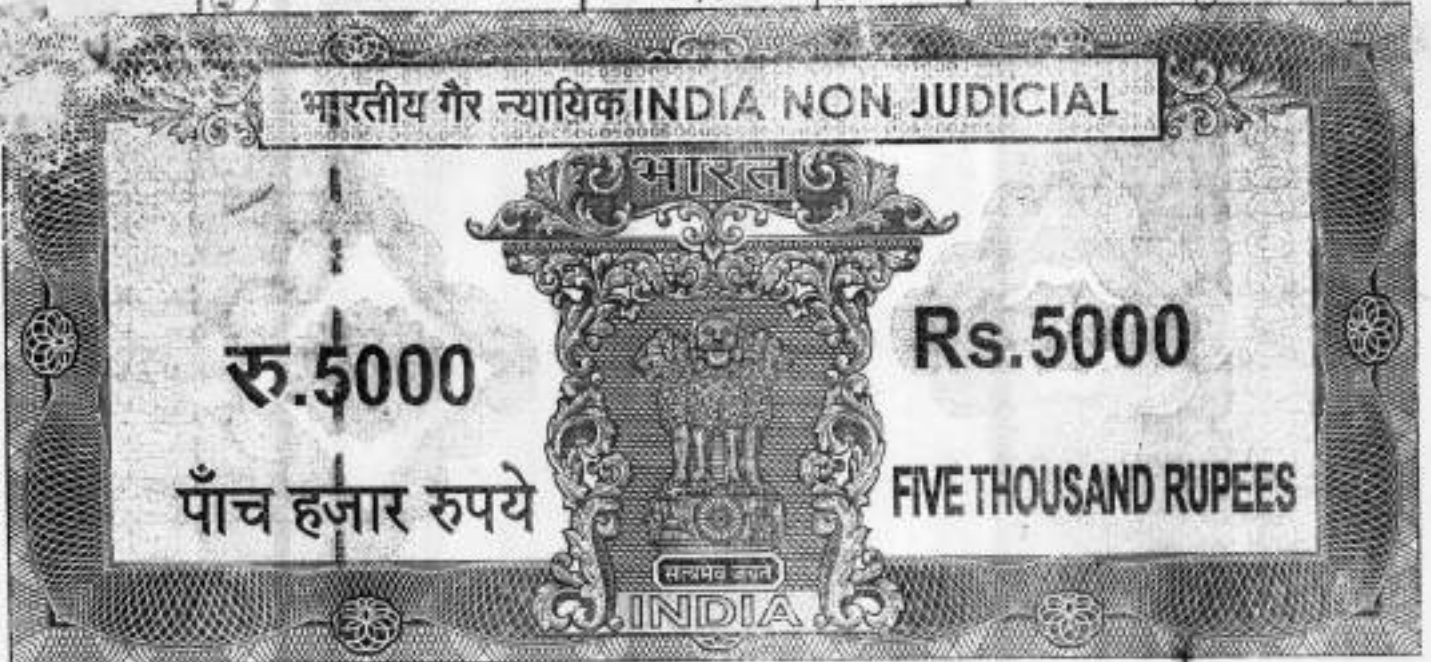 भारतीय गैर न्यायिक INDIA NON JUDICIAL
भारत
रु.5000
Rs.5000
पाँच हजार रुपये
FIVE THOUSAND RUPEES
सत्यमेव जयते
INDIA